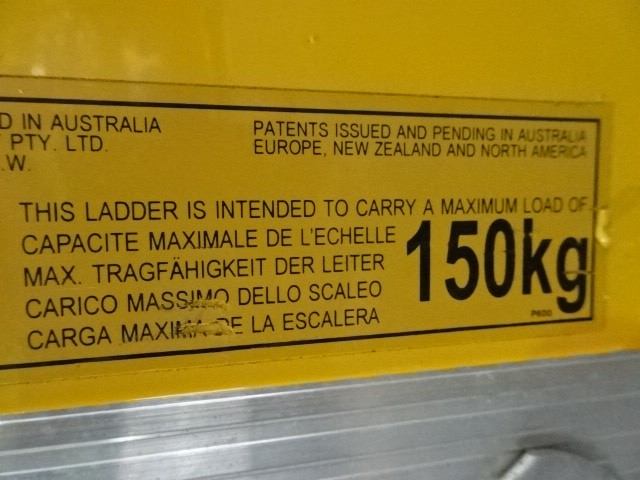 D IN AUSTRALIA
PTY. LTD.
.W.
PATENTS ISSUED AND PENDING IN AUSTRALIA
EUROPE, NEW ZEALAND AND NORTH AMERICA
THIS LADDER IS INTENDED TO CARRY A MAXIMUM LOAD OF
CAPACITE MAXIMALE DE L'ECHELLE
MAX. TRAGFÄHIGKEIT DER LEITER
CARICO MASSIMO DELLO SCALEO
CARGA MAXIMA DE LA ESCALERA
150kg
P600